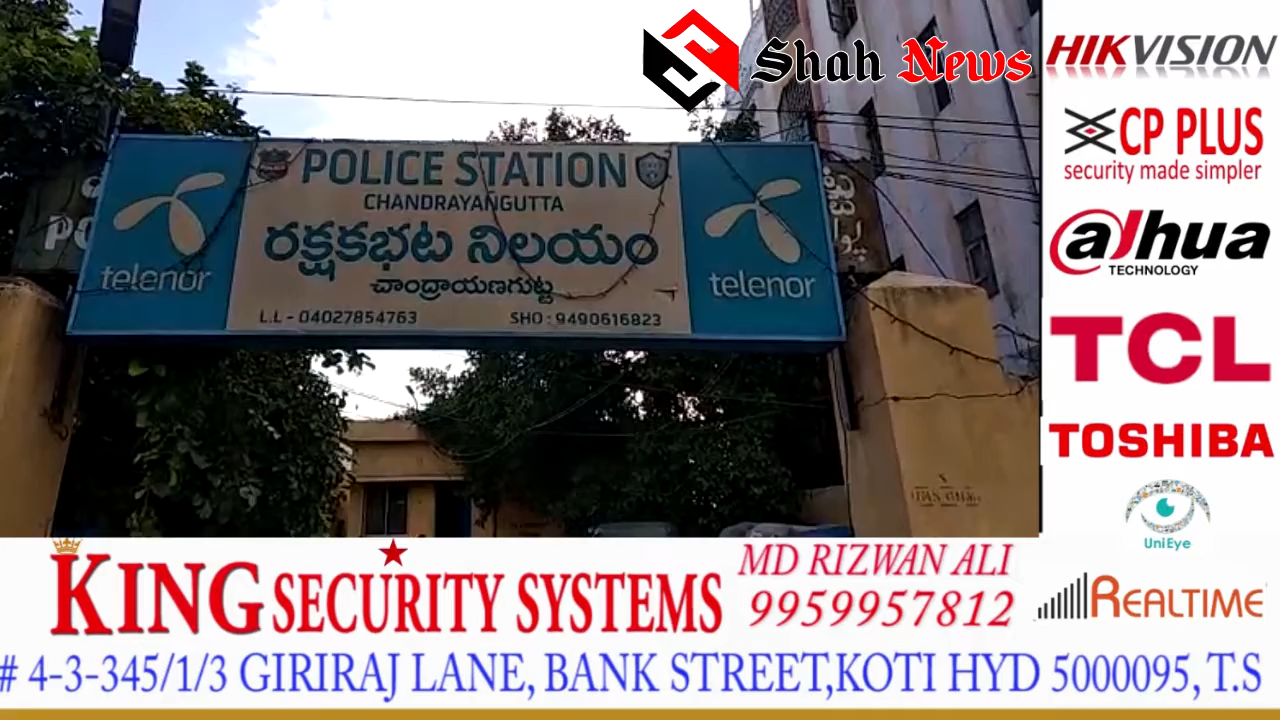 Shah News
POLICE STATION
CHANDRAYANGUTTA
రక్షకభట నిలయం
చాంద్రాయణగుట్ట
L.L - 04027854763 SHO : 9490616823
telenor
telenor
HIKVISION
CP PLUS
security made simpler
alhua
TECHNOLOGY
TCL
TOSHIBA
UniEye
REALTIME
KING SECURITY SYSTEMS
MD RIZWAN ALI
9959957812
# 4-3-345/1/3 GIRIRAJ LANE, BANK STREET,KOTI HYD 5000095, T.S